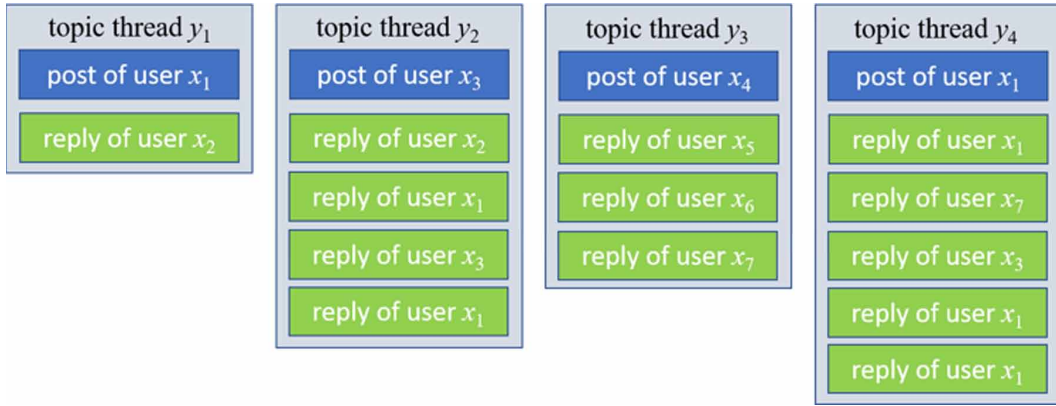 topic thread y1
post of user x1
reply of user x2
topic thread y2
post of user x3
reply of user x2
reply of user x1
reply of user x3
reply of user x1
topic thread y3
post of user x4
reply of user x5
reply of user x6
reply of user x7
topic thread y4
post of user x1
reply of user x1
reply of user x7
reply of user x3
reply of user x1
reply of user x1